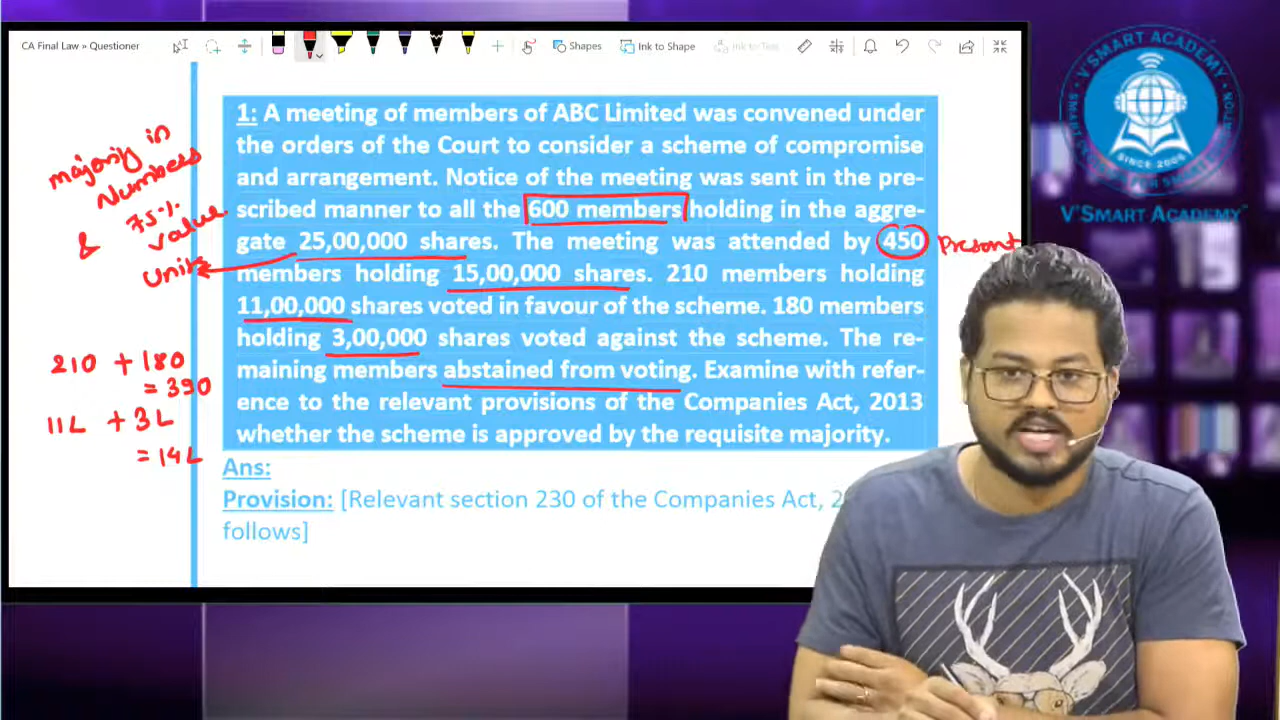 CA Final Law » Questioner
Shapes
Ink to Shape
Ink to Text
1: A meeting of members of ABC Limited was convened under
the orders of the Court to consider a scheme of compromise
and arrangement. Notice of the meeting was sent in the pre-
scribed manner to all the 600 members holding in the aggre-
gate 25,00,000 shares. The meeting was attended by 450
members holding 15,00,000 shares. 210 members holding
11,00,000 shares voted in favour of the scheme. 180 members
holding 3,00,000 shares voted against the scheme. The re-
maining members abstained from voting. Examine with refer-
ence to the relevant provisions of the Companies Act, 2013
whether the scheme is approved by the requisite majority.
Ans:
Provision: [Relevant section 230 of the Companies Act, 2
follows]
majority in
Numbers
& 75%
value
Present
210 + 180
= 390
11L + 3L
= 14L
V'SMART ACADEMY
SINCE 2006
V'SMART ACADEMY